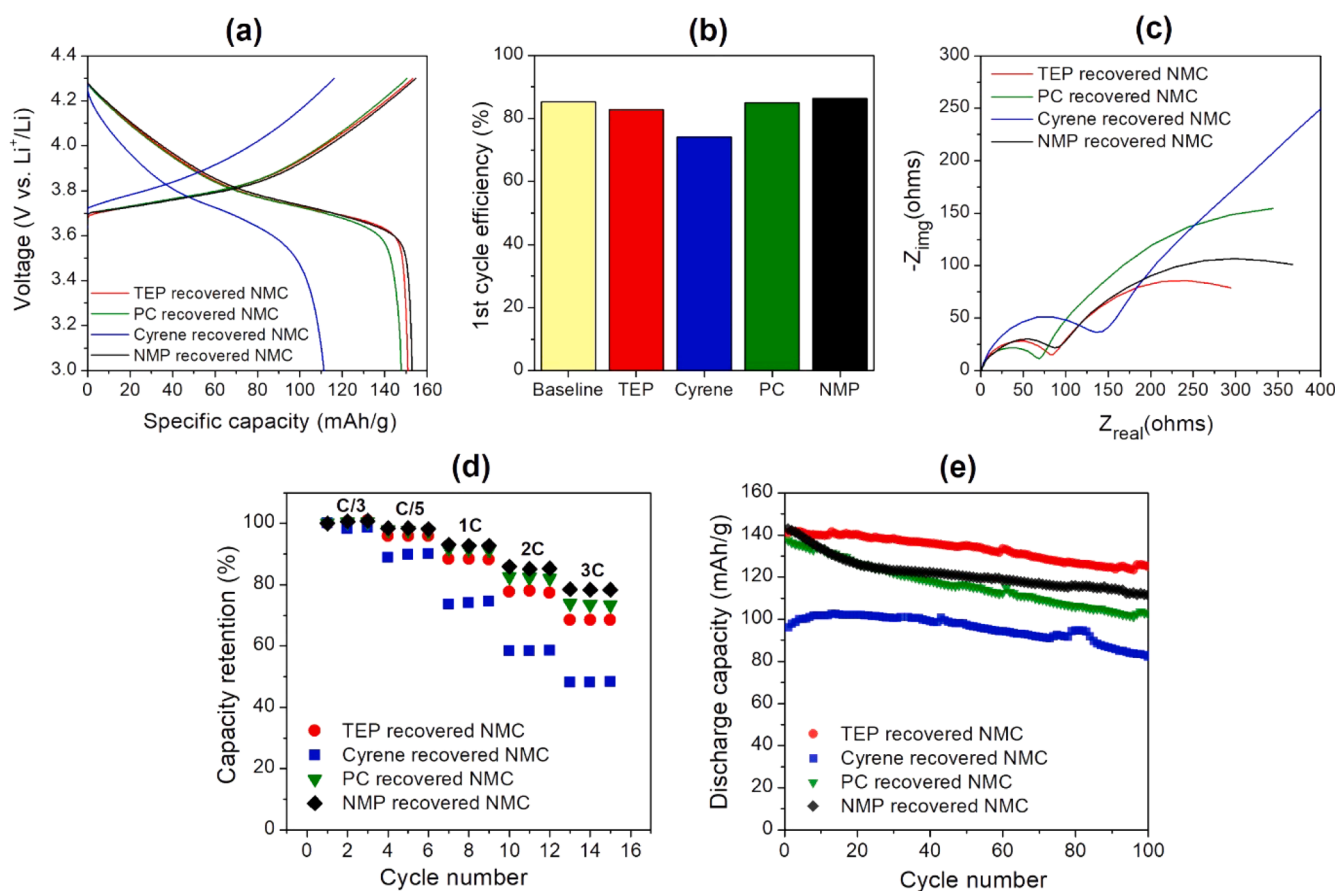 (a)
Voltage (V vs. Li⁺/Li)
4.4
4.2
4.0
3.8
3.6
3.4
3.2
3.0
TEP recovered NMC
PC recovered NMC
Cyrene recovered NMC
NMP recovered NMC
0 20 40 60 80 100 120 140 160
Specific capacity (mAh/g)
(b)
1st cycle efficiency (%)
100
80
60
40
20
0
Baseline TEP Cyrene PC NMP
(c)
-Z_img(ohms)
300
250
200
150
100
50
0
TEP recovered NMC
PC recovered NMC
Cyrene recovered NMC
NMP recovered NMC
0 50 100 150 200 250 300 350 400
Z_real(ohms)
(d)
Capacity retention (%)
100
80
60
40
20
0
C/3
C/5
1C
2C
3C
TEP recovered NMC
Cyrene recovered NMC
PC recovered NMC
NMP recovered NMC
0 2 4 6 8 10 12 14 16
Cycle number
(e)
Discharge capacity (mAh/g)
160
140
120
100
80
60
40
20
0
TEP recovered NMC
Cyrene recovered NMC
PC recovered NMC
NMP recovered NMC
0 20 40 60 80 100
Cycle number